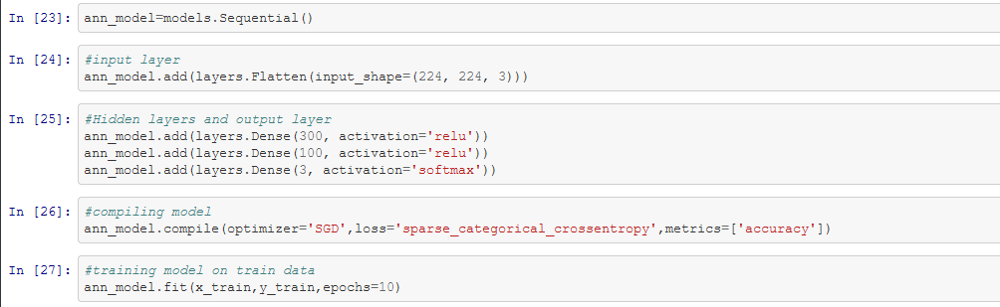 In [23]: ann_model=models.Sequential()
In [24]: #input layer
ann_model.add(layers.Flatten(input_shape=(224, 224, 3)))
In [25]: #Hidden layers and output layer
ann_model.add(layers.Dense(300, activation='relu'))
ann_model.add(layers.Dense(100, activation='relu'))
ann_model.add(layers.Dense(3, activation='softmax'))
In [26]: #compiling model
ann_model.compile(optimizer='SGD',loss='sparse_categorical_crossentropy',metrics=['accuracy'])
In [27]: #training model on train data
ann_model.fit(x_train,y_train,epochs=10)